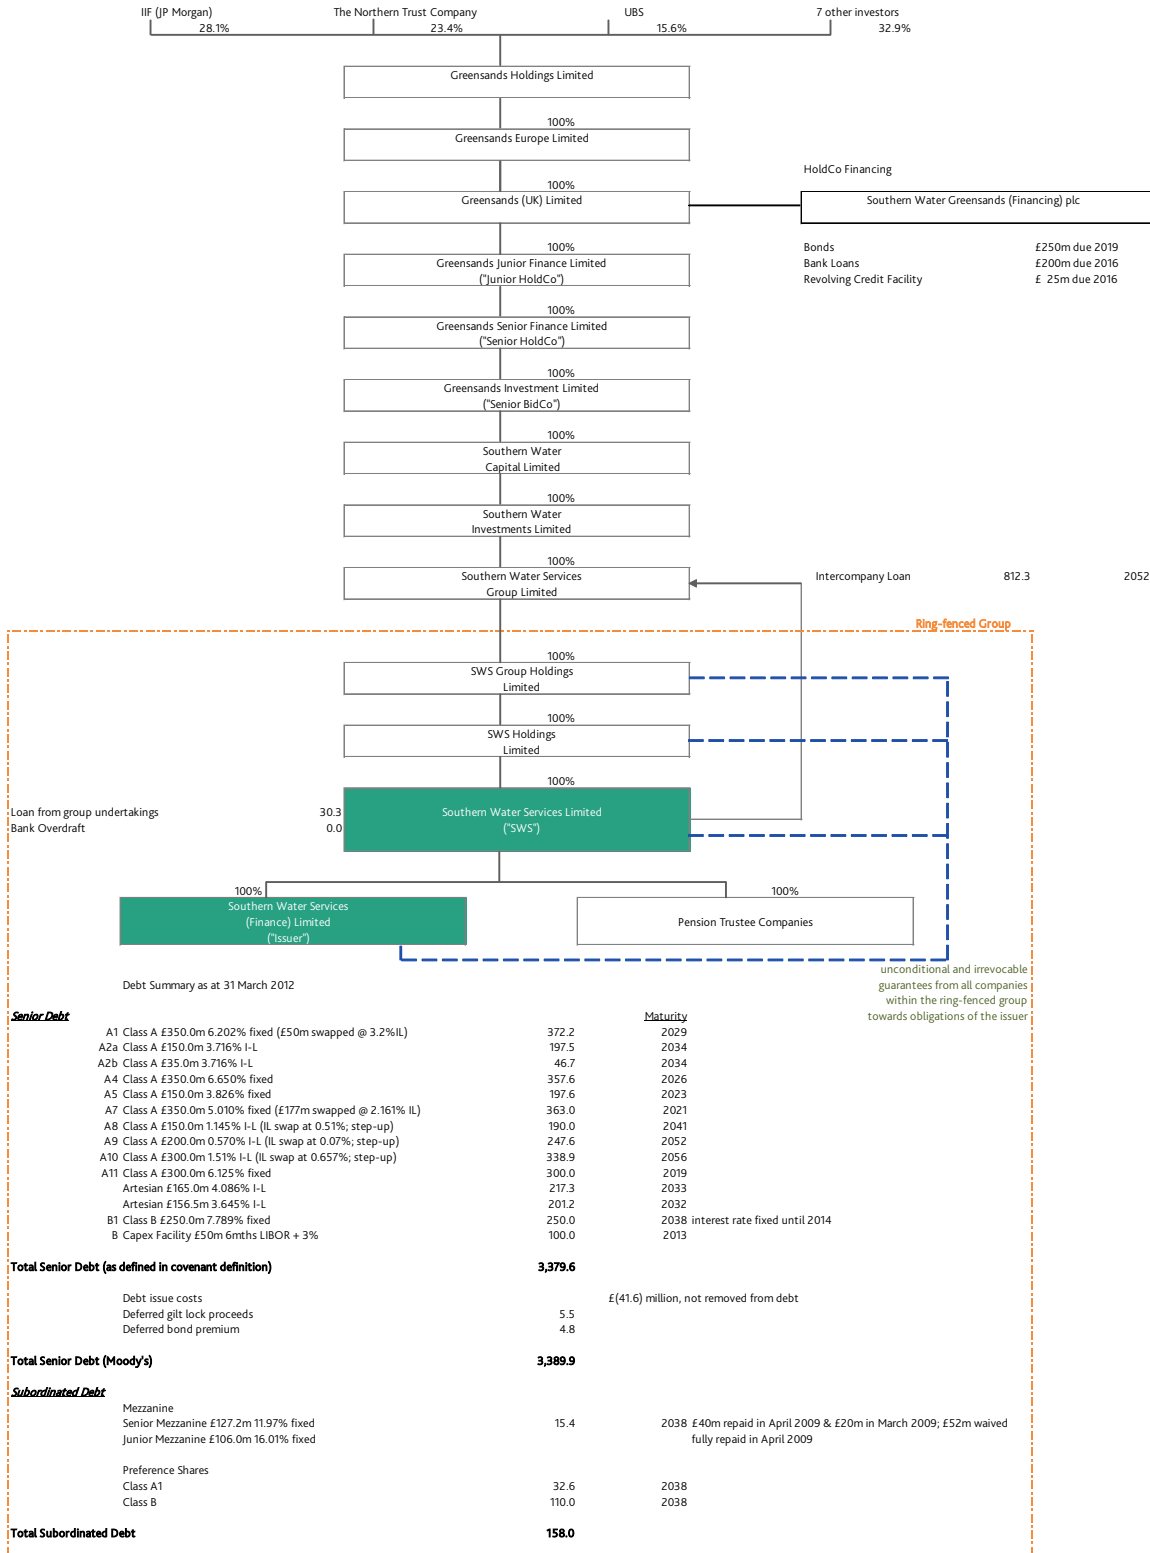 IIF (JP Morgan) The Northern Trust Company UBS 7 other investors
28.1% 23.4% 15.6% 32.9%
Greensands Holdings Limited
100%
Greensands Europe Limited
HoldCo Financing
100%
Greensands (UK) Limited Southern Water Greensands (Financing) plc
100% Bonds £250m due 2019
Greensands Junior Finance Limited Bank Loans £200m due 2016
("Junior HoldCo") Revolving Credit Facility £ 25m due 2016
100%
Greensands Senior Finance Limited
("Senior HoldCo")
100%
Greensands Investment Limited
("Senior BidCo")
100%
Southern Water
Capital Limited
100%
Southern Water
Investments Limited
100%
Southern Water Services Intercompany Loan 812.3 2052
Group Limited
Ring-fenced Group
100%
SWS Group Holdings
Limited
100%
SWS Holdings
Limited
100%
Loan from group undertakings 30.3 Southern Water Services Limited
Bank Overdraft 0.0 ("SWS")
100% 100%
Southern Water Services
(Finance) Limited
("Issuer")
Pension Trustee Companies
unconditional and irrevocable
guarantees from all companies
within the ring-fenced group
towards obligations of the issuer
Debt Summary as at 31 March 2012
Senior Debt Maturity
A1 Class A £350.0m 6.202% fixed (£50m swapped @ 3.2%IL) 372.2 2029
A2a Class A £150.0m 3.716% I-L 197.5 2034
A2b Class A £35.0m 3.716% I-L 46.7 2034
A4 Class A £350.0m 6.650% fixed 357.6 2026
A5 Class A £150.0m 3.826% fixed 197.6 2023
A7 Class A £350.0m 5.010% fixed (£177m swapped @ 2.161% IL) 363.0 2021
A8 Class A £150.0m 1.145% I-L (IL swap at 0.51%; step-up) 190.0 2041
A9 Class A £200.0m 0.570% I-L (IL swap at 0.07%; step-up) 247.6 2052
A10 Class A £300.0m 1.51% I-L (IL swap at 0.657%; step-up) 338.9 2056
A11 Class A £300.0m 6.125% fixed 300.0 2019
Artesian £165.0m 4.086% I-L 217.3 2033
Artesian £156.5m 3.645% I-L 201.2 2032
B1 Class B £250.0m 7.789% fixed 250.0 2038 interest rate fixed until 2014
B Capex Facility £50m 6mths LIBOR + 3% 100.0 2013
Total Senior Debt (as defined in covenant definition) 3,379.6
Debt issue costs £(41.6) million, not removed from debt
Deferred gilt lock proceeds 5.5
Deferred bond premium 4.8
Total Senior Debt (Moody's) 3,389.9
Subordinated Debt
Mezzanine
Senior Mezzanine £127.2m 11.97% fixed 15.4 2038 £40m repaid in April 2009 & £20m in March 2009; £52m waived
Junior Mezzanine £106.0m 16.01% fixed fully repaid in April 2009
Preference Shares
Class A1 32.6 2038
Class B 110.0 2038
Total Subordinated Debt 158.0